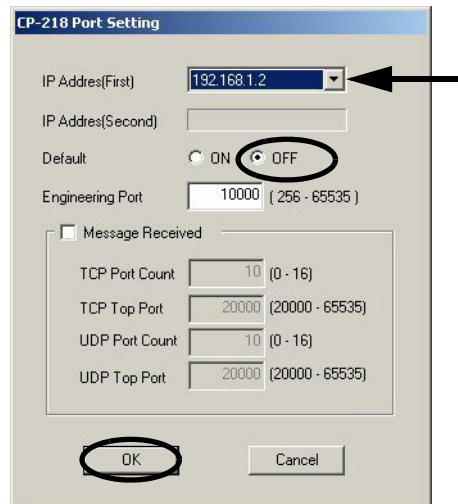 CP-218 Port Setting
IP Addres(First) 192.168.1.2
IP Addres(Second)
Default ON OFF
Engineering Port 10000 ( 256 - 65535 )
Message Received
TCP Port Count 10 (0 - 16)
TCP Top Port 20000 (20000 - 65535)
UDP Port Count 10 (0 - 16)
UDP Top Port 20000 (20000 - 65535)
OK Cancel